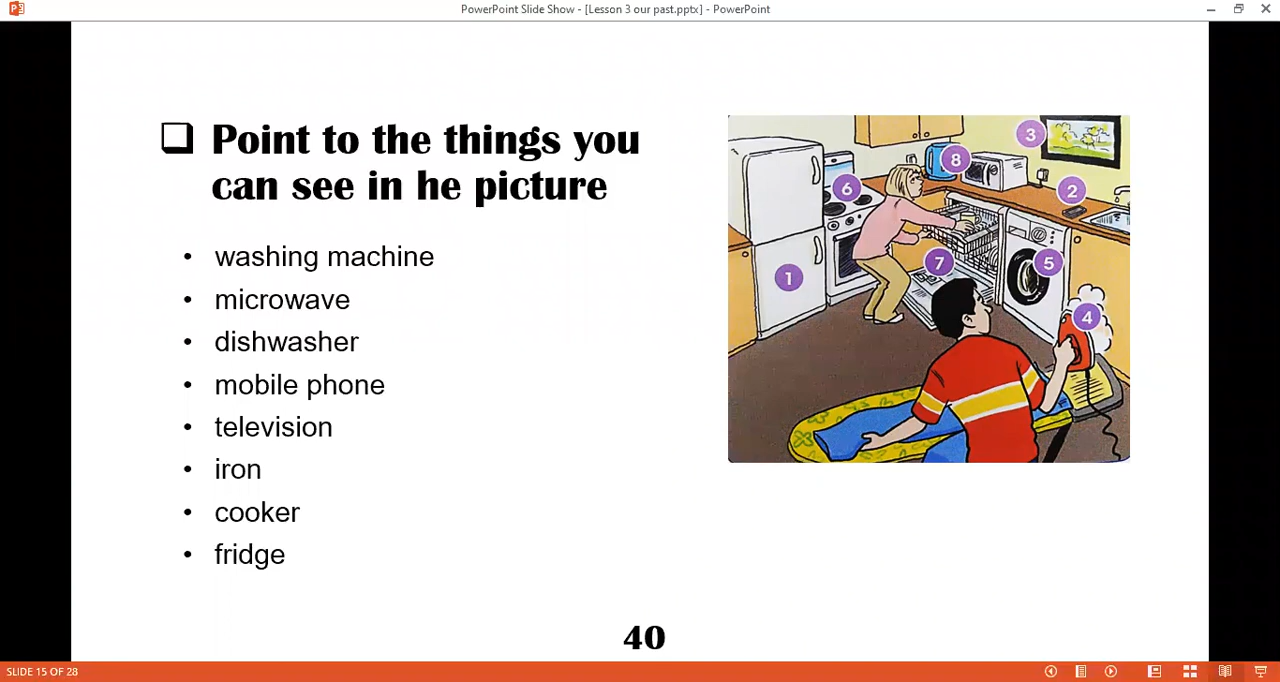 PowerPoint Slide Show - [Lesson 3 our past.pptx] - PowerPoint
Point to the things you
can see in he picture
• washing machine
• microwave
• dishwasher
• mobile phone
• television
• iron
• cooker
• fridge
3
8
2
6
7
5
1
4
40
SLIDE 15 OF 28